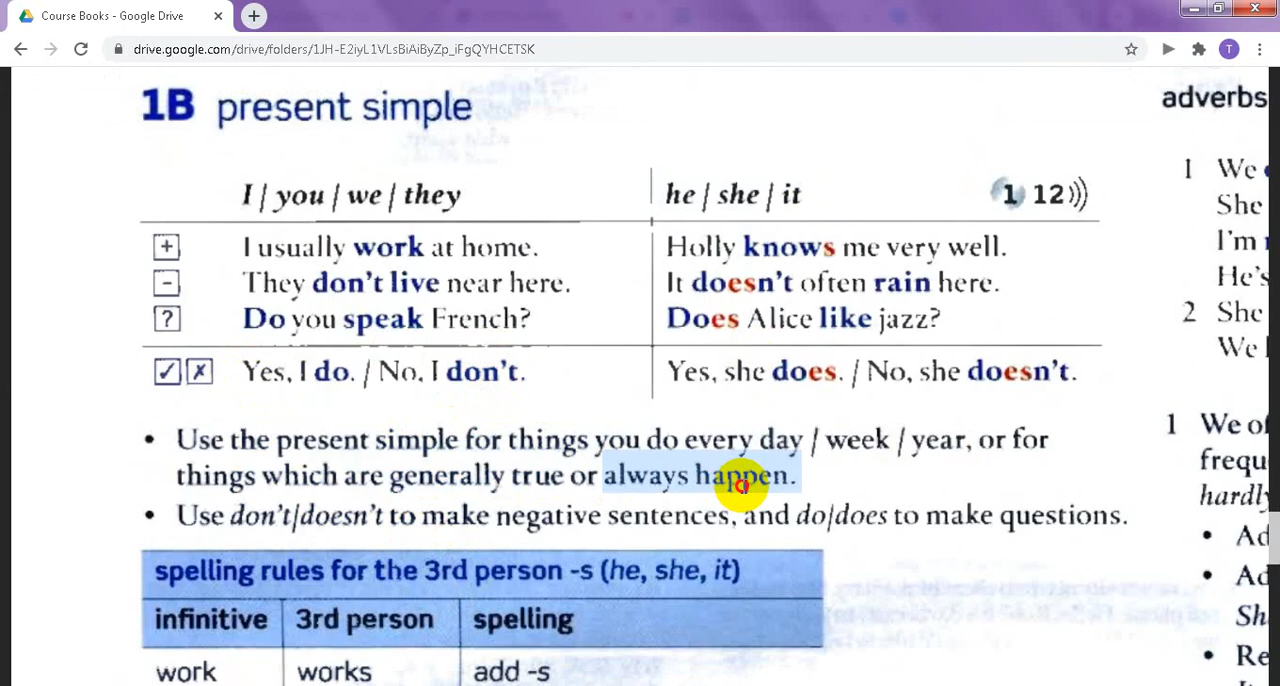 Course Books - Google Drive
drive.google.com/drive/folders/1JH-E2iyL1VLsBiAiByZp_iFgQYHCETSK
T
1B present simple
I / you / we / they he / she / it 1 12
+ I usually work at home. Holly knows me very well.
- They don't live near here. It doesn't often rain here.
? Do you speak French? Does Alice like jazz?
✓ ✗ Yes, I do. / No, I don't. Yes, she does. / No, she doesn't.
• Use the present simple for things you do every day / week / year, or for
things which are generally true or always happen.
• Use don't/doesn't to make negative sentences, and do/does to make questions.
spelling rules for the 3rd person -s (he, she, it)
infinitive 3rd person spelling
work works add -s
adverbs
1 We
She
I'm
He's
2 She
We
1 We of
frequ
hardly
• Ad
• Ad
Sh
• Re